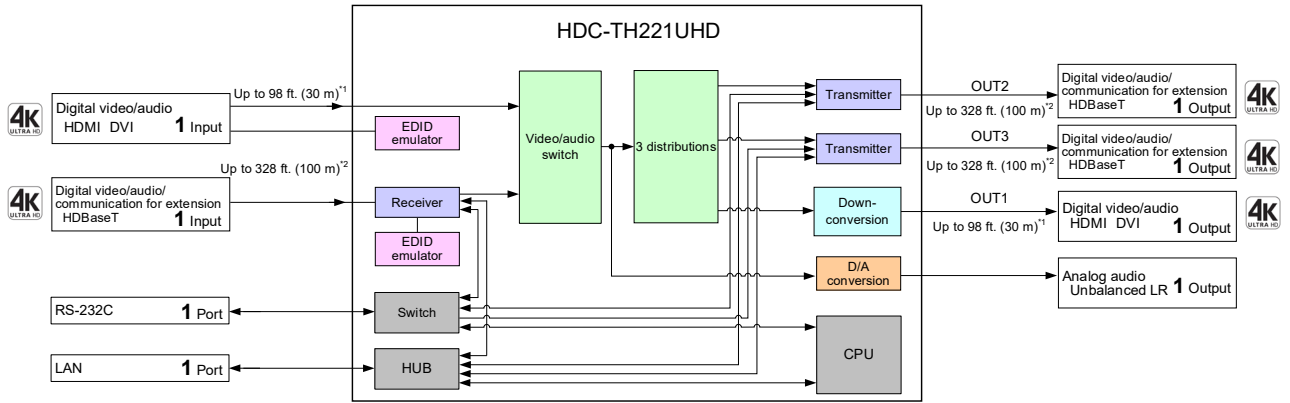 HDC-TH221UHD
4K
ULTRA HD
Digital video/audio
HDMI DVI 1 Input
Up to 98 ft. (30 m)*1
EDID
emulator
Up to 328 ft. (100 m)*2
4K
ULTRA HD
Digital video/audio/
communication for extension
HDBaseT
1 Input
Receiver
EDID
emulator
RS-232C 1 Port
Switch
LAN 1 Port
HUB
Video/audio
switch
3 distributions
Transmitter
OUT2
Up to 328 ft. (100 m)*2
Digital video/audio/
communication for extension
HDBaseT 1 Output
4K
ULTRA HD
Transmitter
OUT3
Up to 328 ft. (100 m)*2
Digital video/audio/
communication for extension
HDBaseT 1 Output
4K
ULTRA HD
Down-
conversion
OUT1
Up to 98 ft. (30 m)*1
Digital video/audio
HDMI DVI 1 Output
4K
ULTRA HD
D/A
conversion
Analog audio
Unbalanced LR 1 Output
CPU